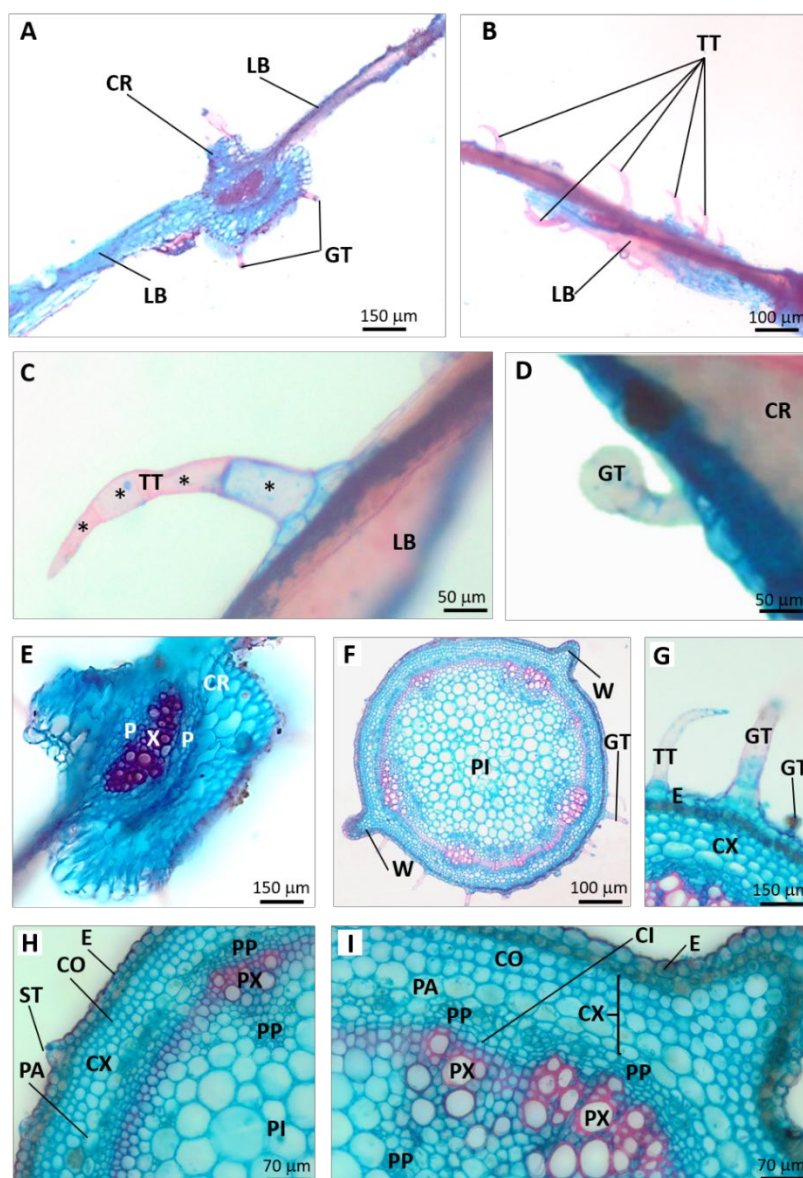 A
CR
LB
LB
GT
150 µm
B
TT
LB
100 µm
C
*
*
TT
*
*
LB
50 µm
D
CR
GT
50 µm
E
CR
P
X
P
150 µm
F
W
GT
PI
W
100 µm
G
TT
GT
GT
E
CX
150 µm
H
E
CO
ST
CX
PA
PP
PX
PP
PI
70 µm
I
CI
E
CO
PA
CX
PP
PX
PP
PX
PP
70 µm